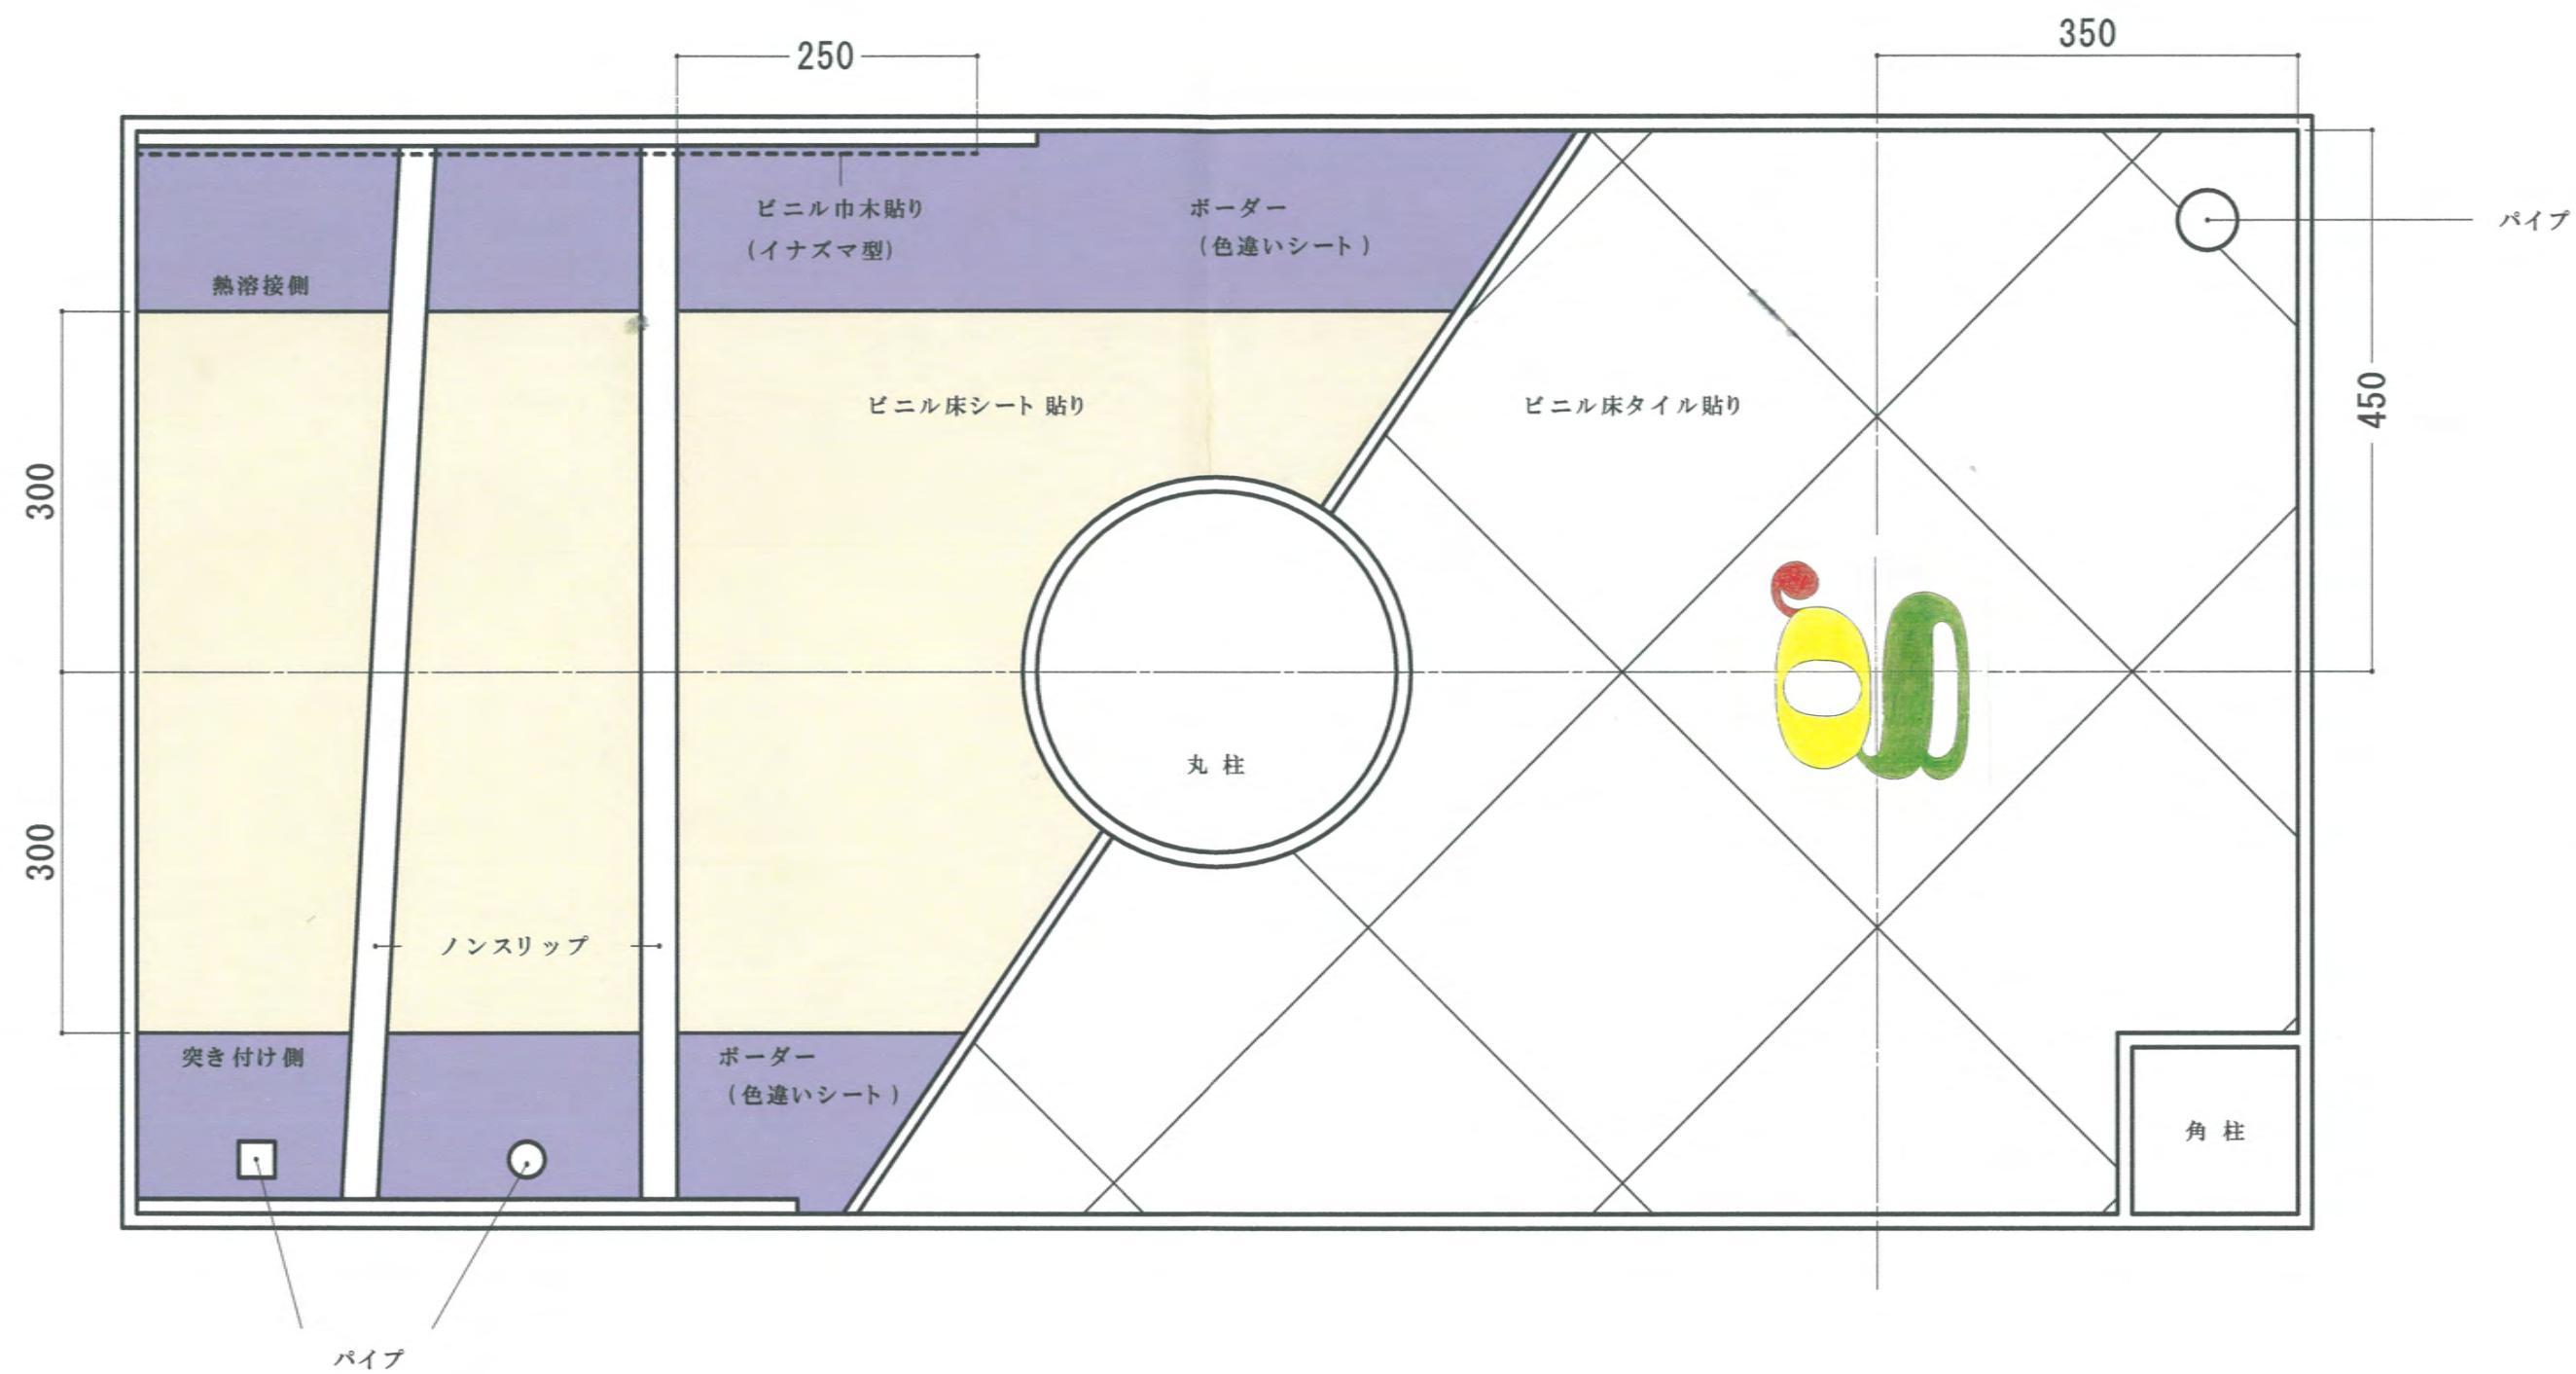 250
350
ビニル巾木貼り
(イナズマ型)
ボーダー
(色違いシート)
パイプ
熱溶接側
ビニル床シート貼り
ビニル床タイル貼り
450
300
丸柱
300
ノンスリップ
突き付け側
ボーダー
(色違いシート)
角柱
パイプ